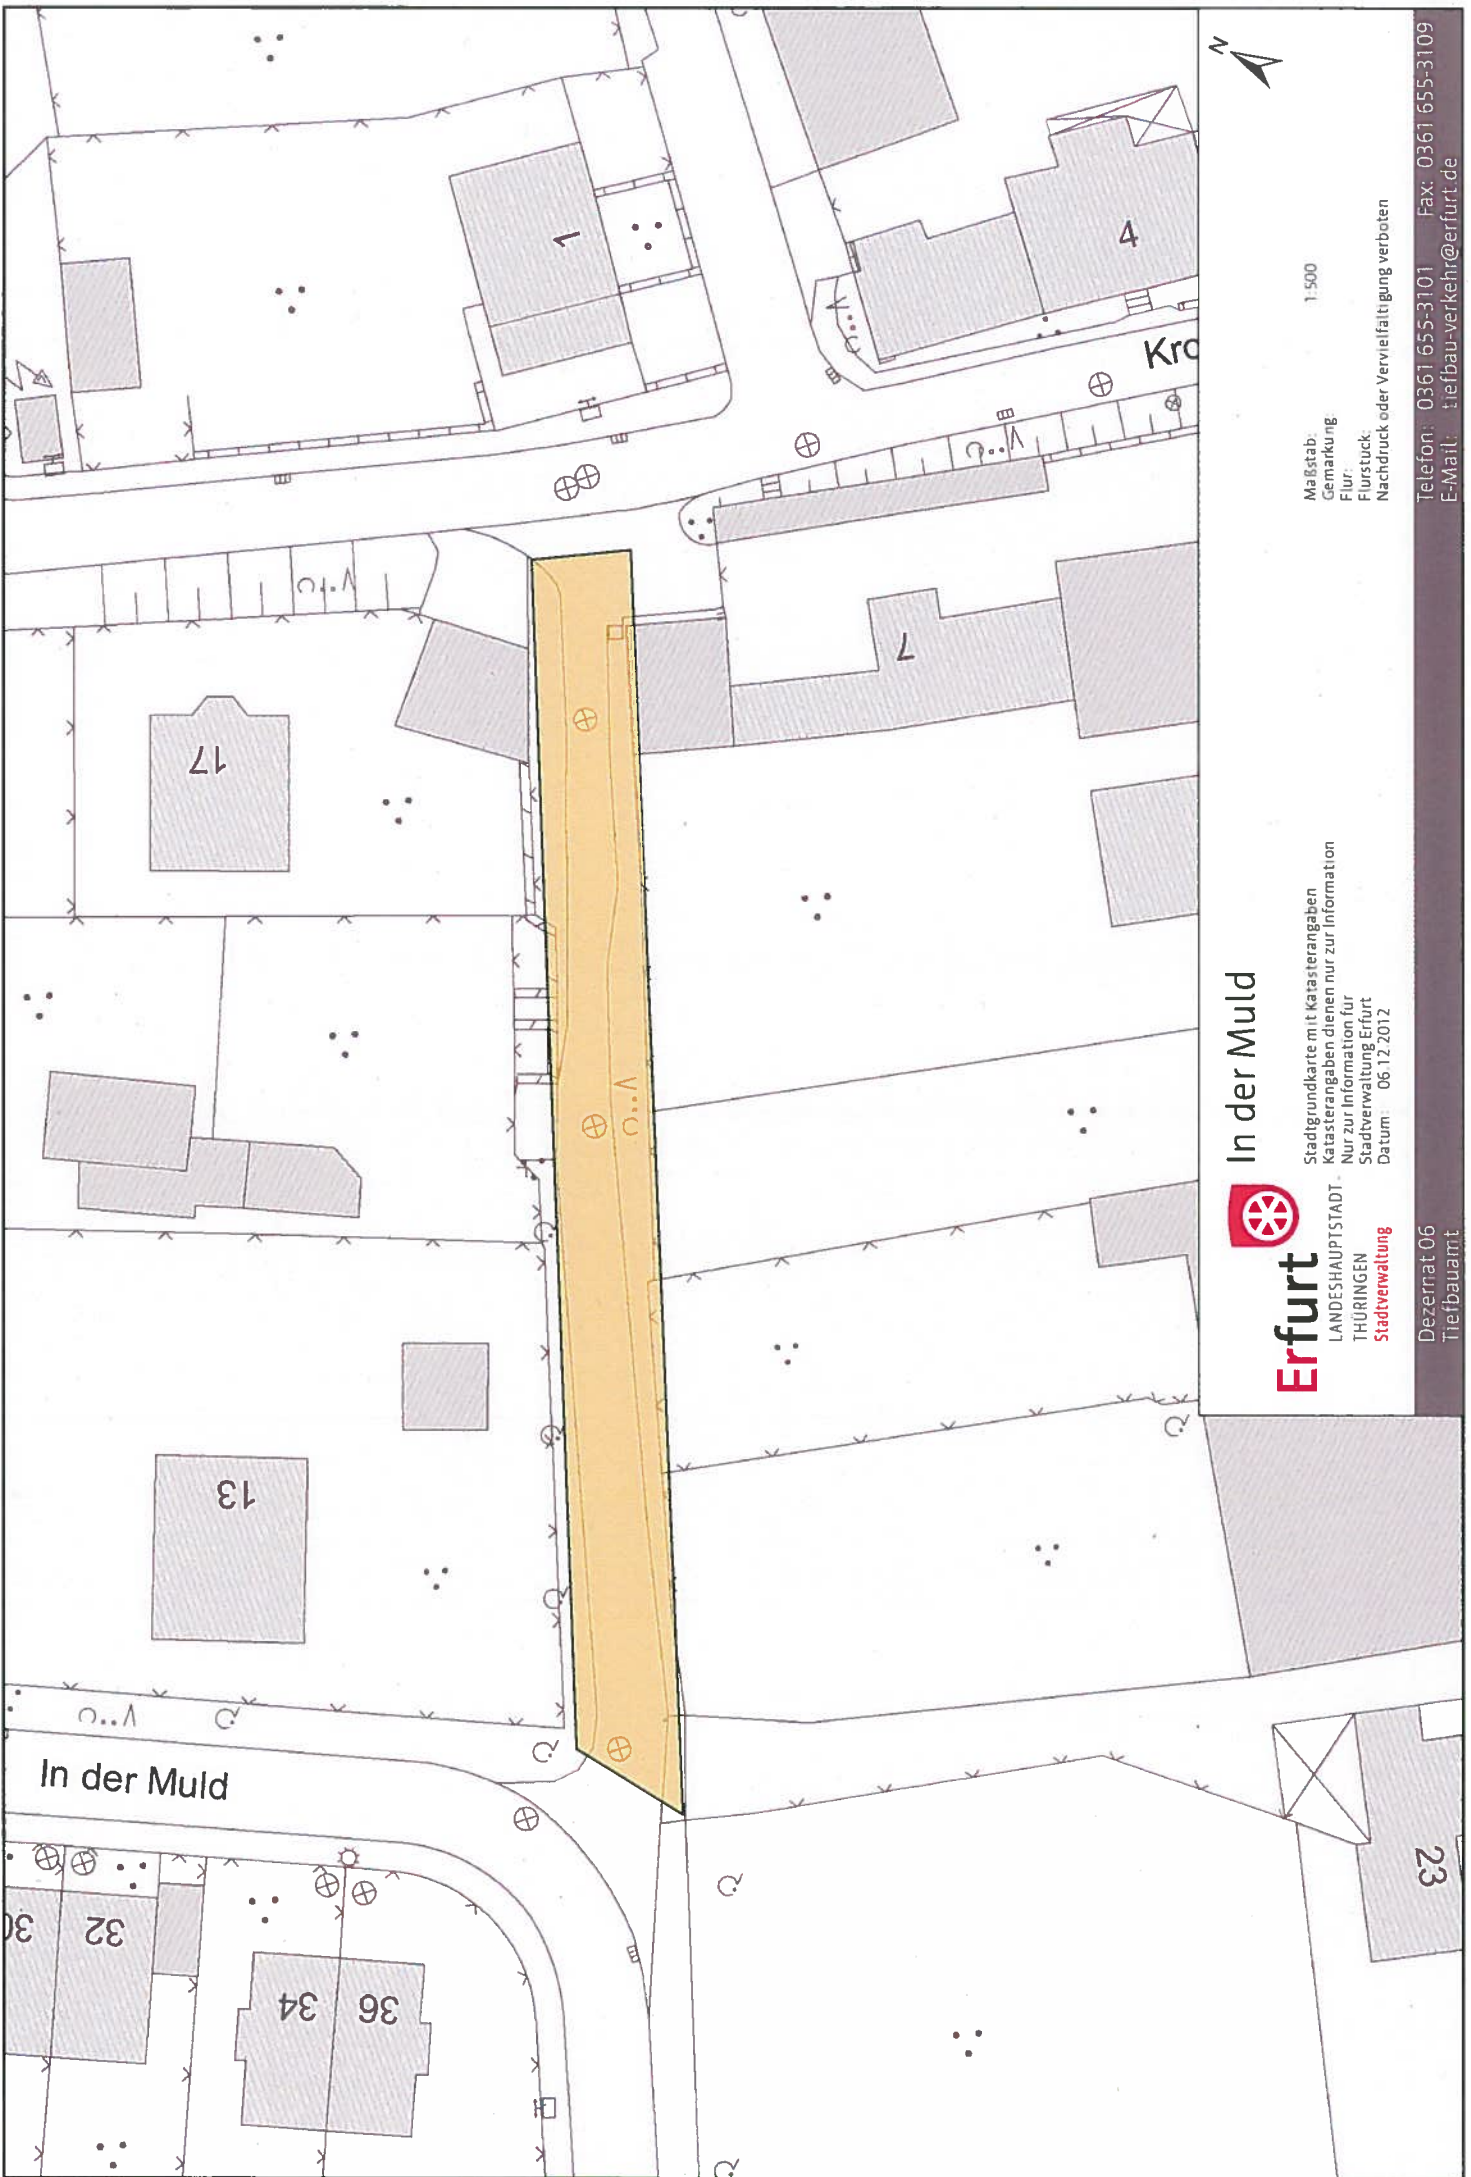 1
4
Kro
7
17
13
In der Muld
32
34
36
23
In der Muld
Erfurt
LANDESHAUPTSTADT
THÜRINGEN
Stadtverwaltung
Stadtgrundkarte mit Katasterangaben
Katasterangaben dienen nur zur Information
Nur zur Information für
Stadtverwaltung Erfurt
Datum: 06.12.2012
Maßstab: 1:500
Gemarkung:
Flur:
Flurstück:
Nachdruck oder Vervielfältigung verboten
N
Dezernat 06
Tiefbauamt
Telefon: 0361 655-3101 Fax: 0361 655-3109
E-Mail: tiefbau-verkehr@erfurt.de